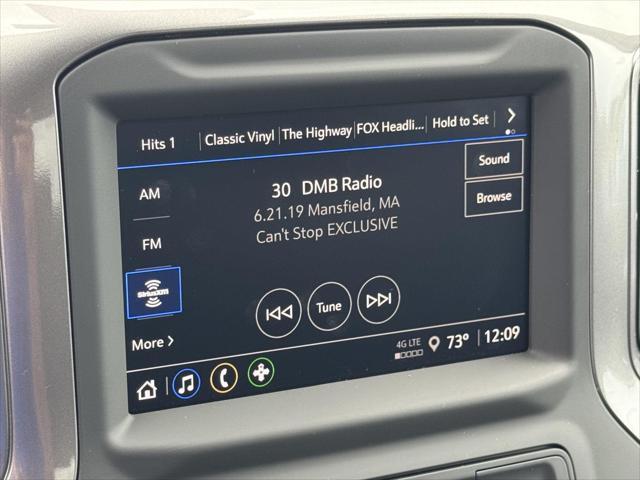 Hits 1 Classic Vinyl The Highway FOX Headli... Hold to Set
AM
30 DMB Radio
Sound
6.21.19 Mansfield, MA
Browse
FM
Can't Stop EXCLUSIVE
SiriusXM
Tune
More
4G LTE 73° 12:09